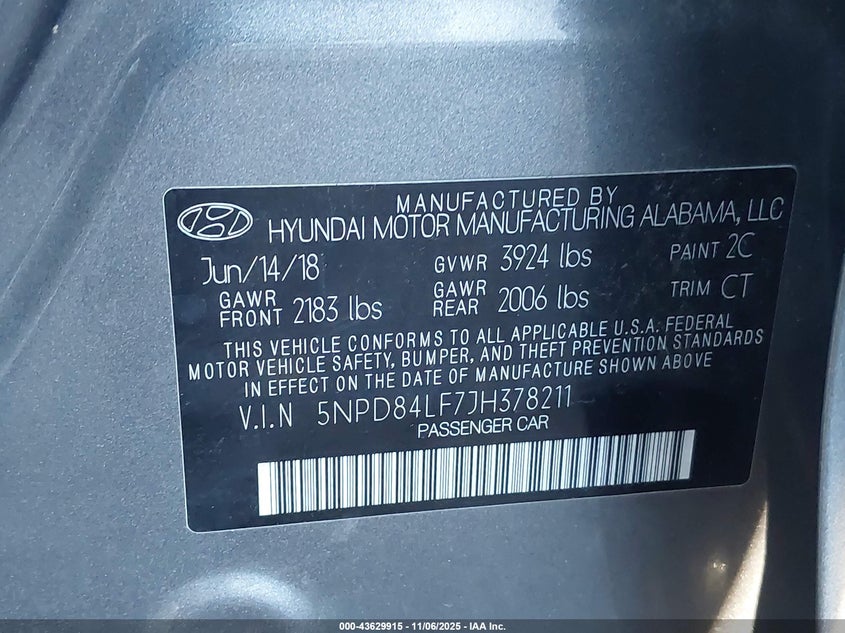 MANUFACTURED BY
HYUNDAI MOTOR MANUFACTURING ALABAMA, LLC
Jun/14/18 GVWR 3924 lbs PAINT 2C
GAWR FRONT 2183 lbs GAWR REAR 2006 lbs TRIM CT
THIS VEHICLE CONFORMS TO ALL APPLICABLE U.S.A. FEDERAL
MOTOR VEHICLE SAFETY, BUMPER, AND THEFT PREVENTION STANDARDS
IN EFFECT ON THE DATE OF MANUFACTURE SHOWN ABOVE
V.I.N 5NPD84LF7JH378211
PASSENGER CAR
000-43629915 - 11/06/2025 - IAA Inc.